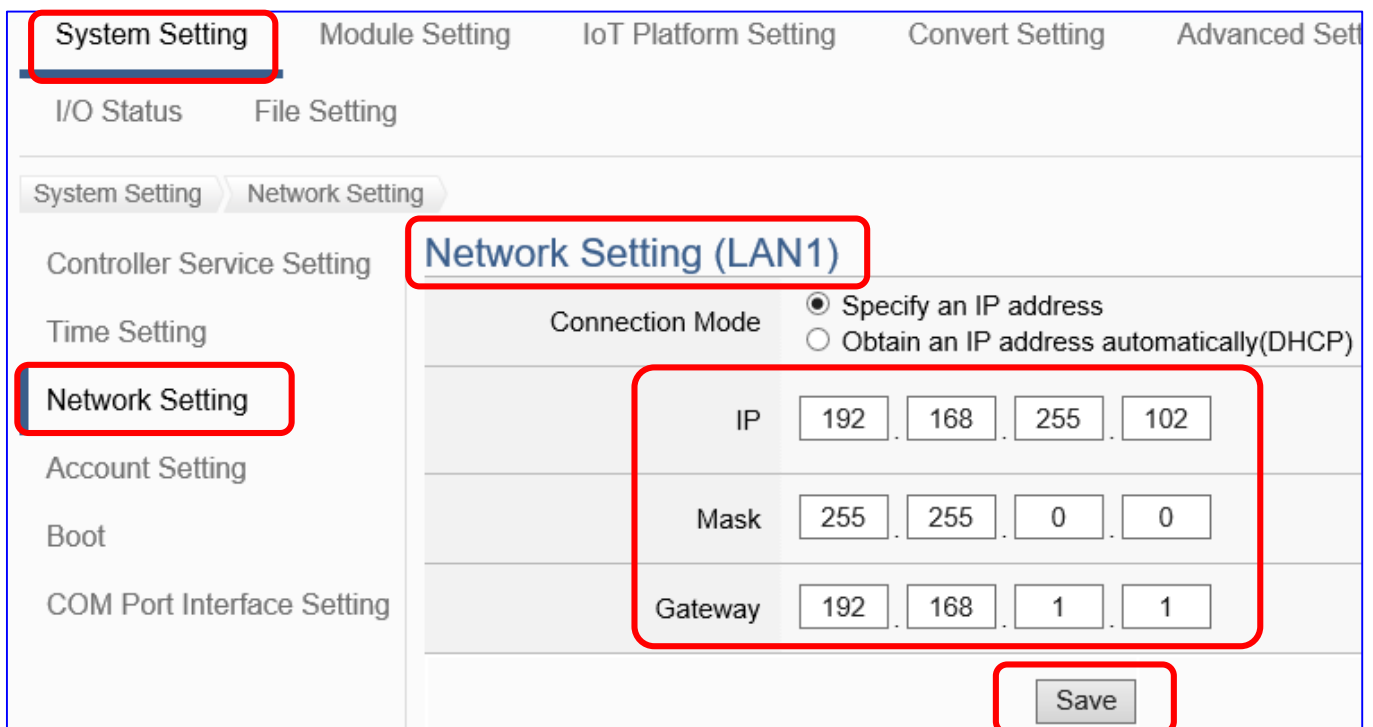 System Setting Module Setting IoT Platform Setting Convert Setting Advanced Sett
I/O Status File Setting
System Setting Network Setting
Controller Service Setting
Time Setting
Network Setting
Account Setting
Boot
COM Port Interface Setting
Network Setting (LAN1)
Connection Mode
Specify an IP address
Obtain an IP address automatically(DHCP)
IP 192 . 168 . 255 . 102
Mask 255 . 255 . 0 . 0
Gateway 192 . 168 . 1 . 1
Save